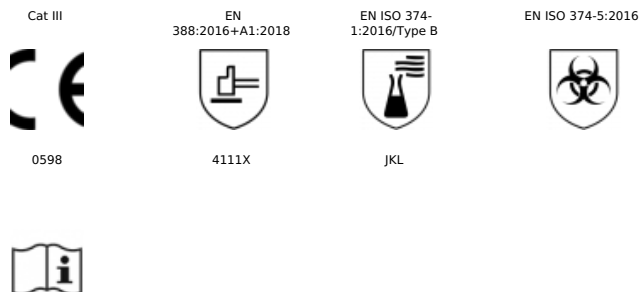 Cat III
EN
388:2016+A1:2018
EN ISO 374-
1:2016/Type B
EN ISO 374-5:2016
CE
0598
4111X
JKL
i